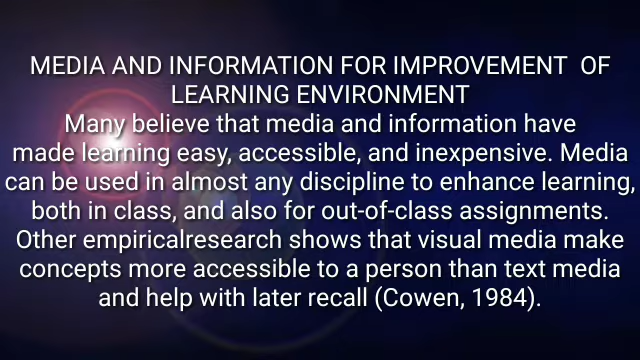 MEDIA AND INFORMATION FOR IMPROVEMENT  OF
LEARNING ENVIRONMENT
Many believe that media and information have
made learning easy, accessible, and inexpensive. Media
can be used in almost any discipline to enhance learning,
both in class, and also for out-of-class assignments.
Other empiricalresearch shows that visual media make
concepts more accessible to a person than text media
and help with later recall (Cowen, 1984).